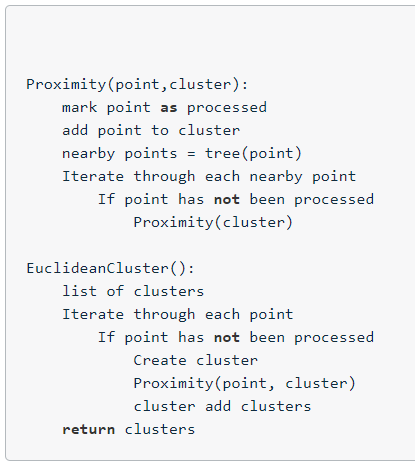 Proximity(point,cluster):
mark point as processed
add point to cluster
nearby points = tree(point)
Iterate through each nearby point
If point has not been processed
Proximity(cluster)
EuclideanCluster():
list of clusters
Iterate through each point
If point has not been processed
Create cluster
Proximity(point, cluster)
cluster add clusters
return clusters